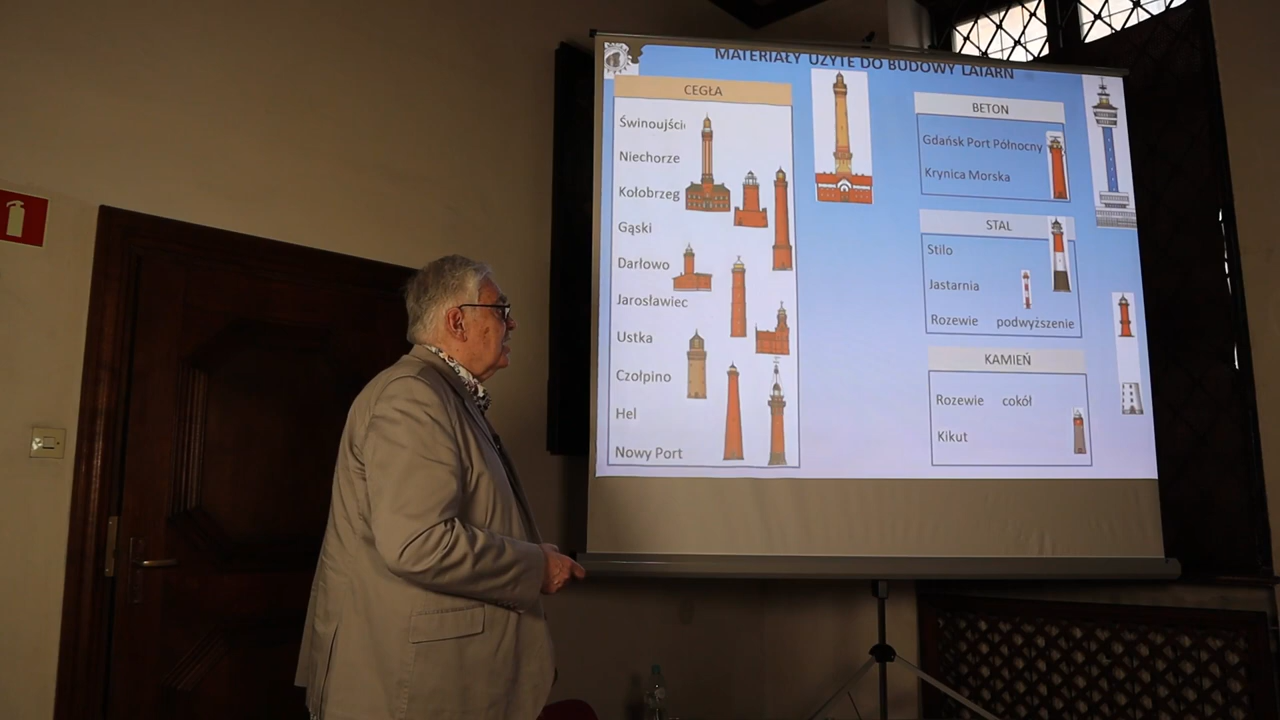 MATERIAŁY UŻYTE DO BUDOWY LATARŃ
CEGŁA
Świnoujści
Niechorze
Kołobrzeg
Gąski
Darłowo
Jarosławiec
Ustka
Czołpino
Hel
Nowy Port
BETON
Gdańsk Port Północny
Krynica Morska
STAL
Stilo
Jastarnia
Rozewie podwyższenie
KAMIEŃ
Rozewie cokół
Kikut